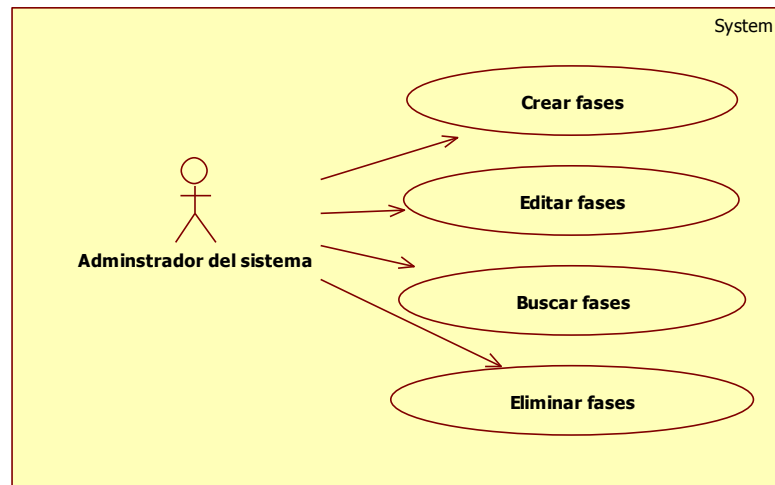 System
Crear fases
Editar fases
Adminstrador del sistema
Buscar fases
Eliminar fases